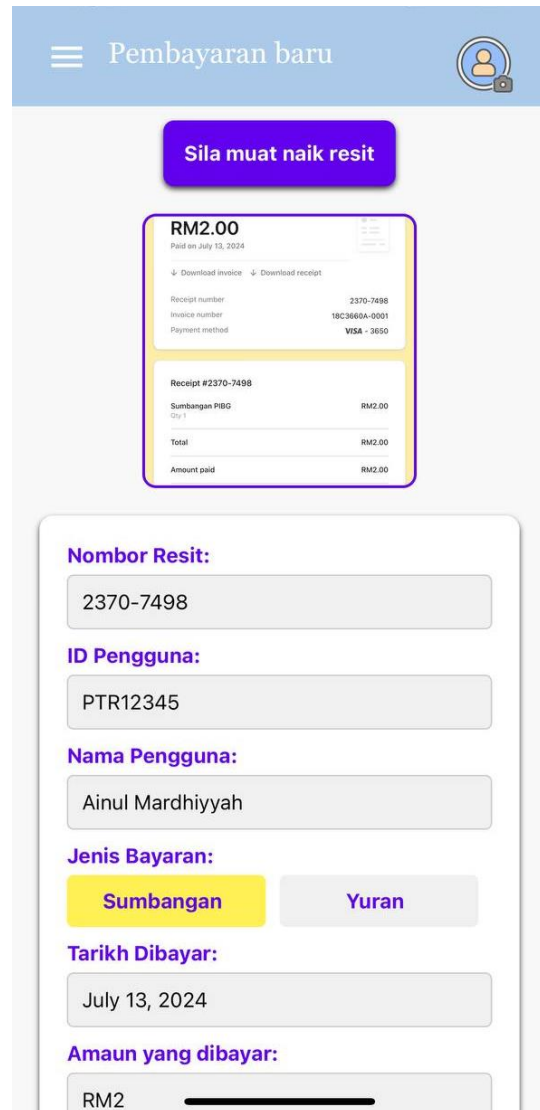 Pembayaran baru
Sila muat naik resit
RM2.00
Paid on July 13, 2024
↓ Download invoice ↓ Download receipt
Receipt number 2370-7498
Invoice number 18C3660A-0001
Payment method VISA - 3650
Receipt #2370-7498
Sumbangan PIBG RM2.00
Qty 1
Total RM2.00
Amount paid RM2.00
Nombor Resit:
2370-7498
ID Pengguna:
PTR12345
Nama Pengguna:
Ainul Mardhiyyah
Jenis Bayaran:
Sumbangan Yuran
Tarikh Dibayar:
July 13, 2024
Amaun yang dibayar:
RM2